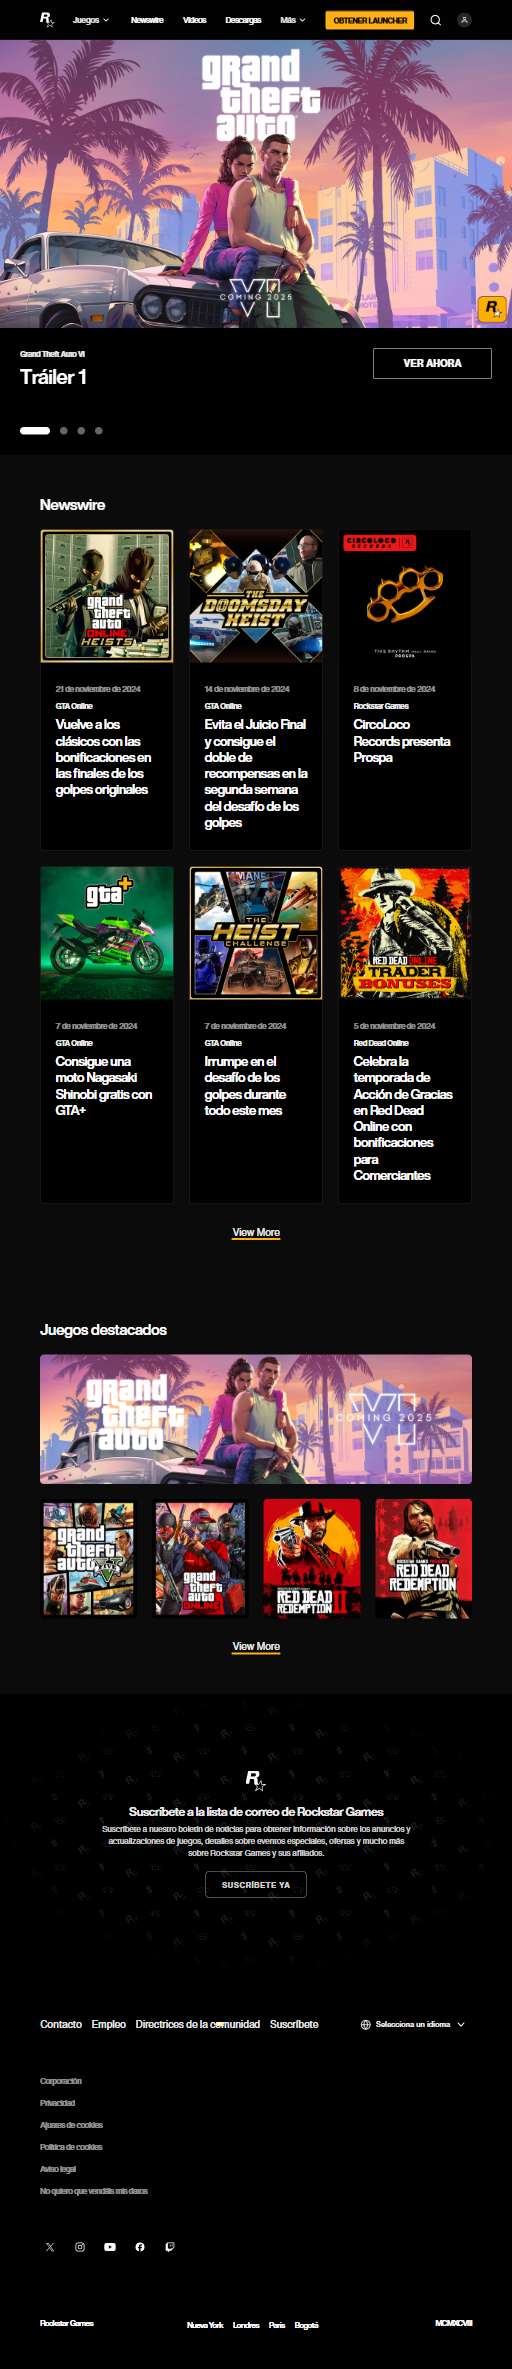 Juegos
Newswire
Vídeos
Descargas
Más
OBTENER LAUNCHER
grand
theft
auto
VI
COMING 2025
Grand Theft Auto VI
Tráiler 1
VER AHORA
Newswire
grand
theft
auto
ONLINE
HEISTS
21 de noviembre de 2024
GTA Online
Vuelve a los
clásicos con las
bonificaciones en
las finales de los
golpes originales
THE
DOOMSDAY
HEIST
14 de noviembre de 2024
GTA Online
Evita el Juicio Final
y consigue el
doble de
recompensas en la
segunda semana
del desafío de los
golpes
CIRCOLOCO
RECORDS
THIS RHYTHM
PROSPA
8 de noviembre de 2024
Rockstar Games
CircoLoco
Records presenta
Prospa
gta+
7 de noviembre de 2024
GTA Online
Consigue una
moto Nagasaki
Shinobi gratis con
GTA+
THE
HEIST
CHALLENGE
7 de noviembre de 2024
GTA Online
Irrumpe en el
desafío de los
golpes durante
todo este mes
RED DEAD ONLINE
TRADER
BONUSES
5 de noviembre de 2024
Red Dead Online
Celebra la
temporada de
Acción de Gracias
en Red Dead
Online con
bonificaciones
para
Comerciantes
View More
Juegos destacados
grand
theft
auto
VI
COMING 2025
grand
theft
auto V
FIVE
grand
theft
auto
ONLINE
RED DEAD
REDEMPTION II
ROCKSTAR GAMES PRESENTS
RED DEAD
REDEMPTION
View More
Suscríbete a la lista de correo de Rockstar Games
Suscríbete a nuestro boletín de noticias para obtener información sobre los anuncios y
actualizaciones de juegos, detalles sobre eventos especiales, ofertas y mucho más
sobre Rockstar Games y sus afiliados.
SUSCRÍBETE YA
Contacto
Empleo
Directrices de la comunidad
Suscríbete
Selecciona un idioma
Corporación
Privacidad
Ajustes de cookies
Política de cookies
Aviso legal
No quiero que vendáis mis datos
Rockstar Games
Nueva York
Londres
París
Bogotá
MCMXCVIII